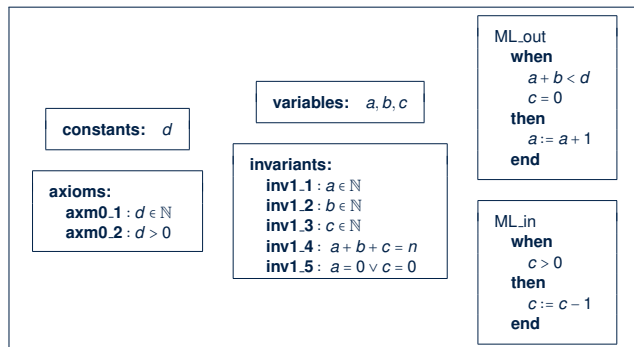 constants: d
axioms:
axm0_1 : d ∈ ℕ
axm0_2 : d > 0
variables: a, b, c
invariants:
inv1_1 : a ∈ ℕ
inv1_2 : b ∈ ℕ
inv1_3 : c ∈ ℕ
inv1_4 : a + b + c = n
inv1_5 : a = 0 ∨ c = 0
ML_out
when
a + b < d
c = 0
then
a := a + 1
end
ML_in
when
c > 0
then
c := c − 1
end